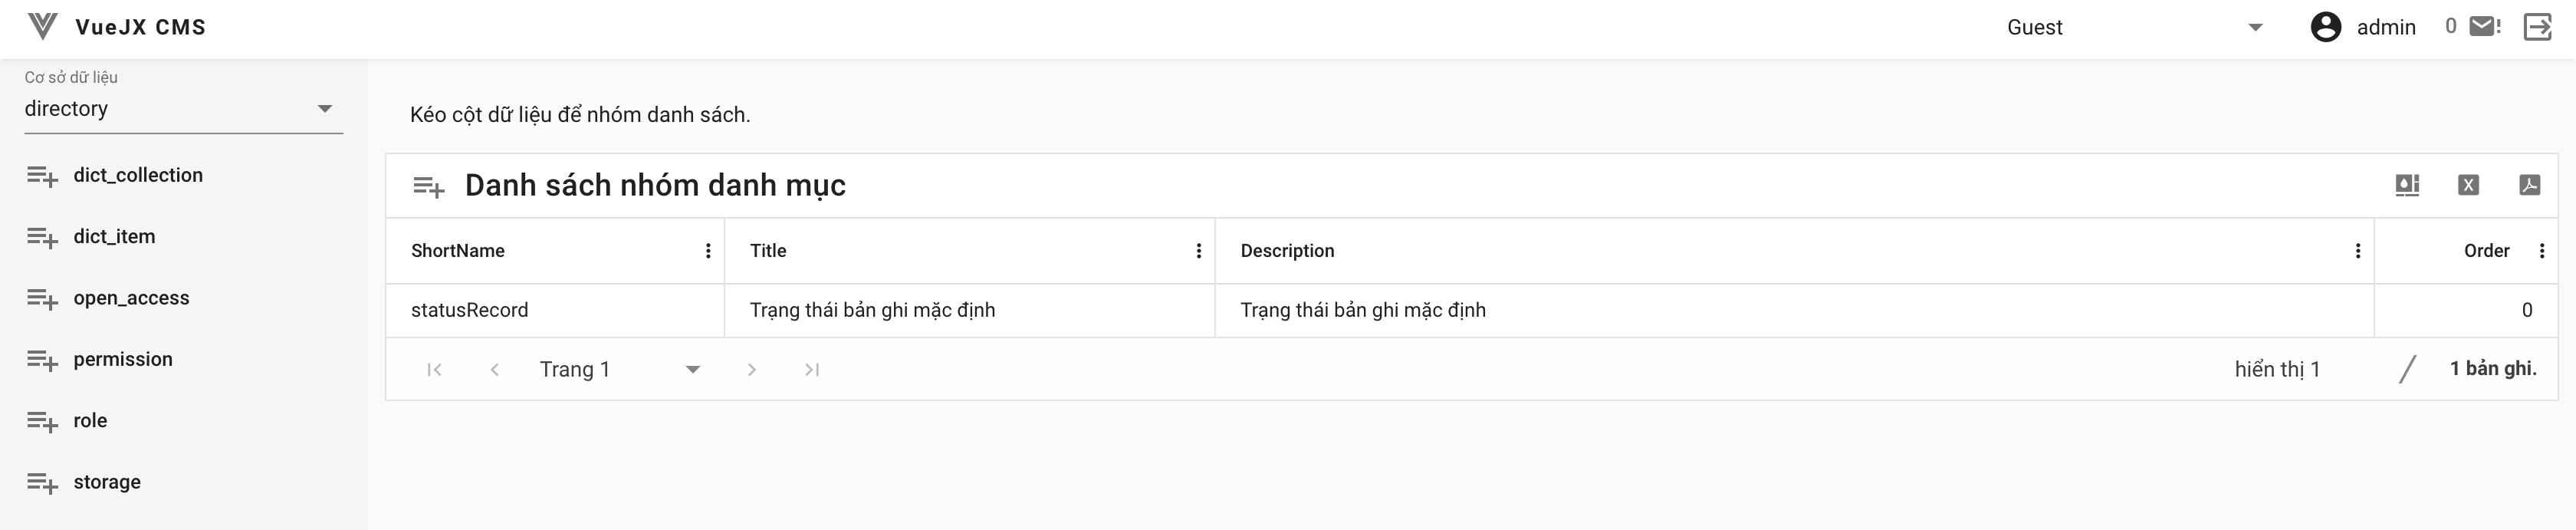 VueJX CMS
Guest
admin
0
Cơ sở dữ liệu
directory
dict_collection
dict_item
open_access
permission
role
storage
Kéo cột dữ liệu để nhóm danh sách.
Danh sách nhóm danh mục
ShortName Title Description Order
statusRecord Trạng thái bản ghi mặc định Trạng thái bản ghi mặc định 0
Trang 1 hiển thị 1 / 1 bản ghi.